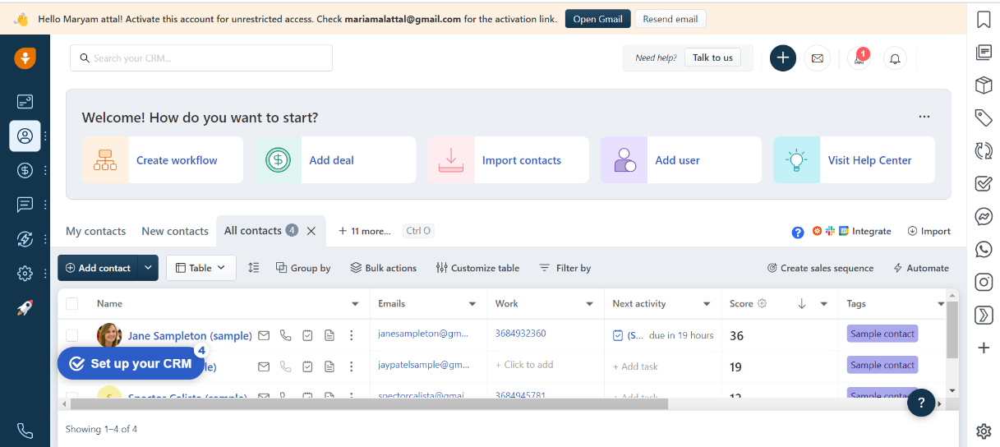 Hello Maryam attal! Activate this account for unrestricted access. Check mariamalattal@gmail.com for the activation link. Open Gmail Resend email
Search your CRM... Need help? Talk to us 1
Welcome! How do you want to start? ...
Create workflow Add deal Import contacts Add user Visit Help Center
My contacts New contacts All contacts 4 + 11 more... Ctrl O ? Integrate Import
Add contact Table Group by Bulk actions Customize table Filter by Create sales sequence Automate
Name Emails Work Next activity Score Tags
Jane Sampleton (sample) janesampleton@gm... 3684932360 (S... due in 19 hours 36 Sample contact
Set up your CRM 4 le) jaypatelsample@gm... + Click to add + Add task 19 Sample contact
Spector Calista (sample) spectorcalista@gmai... 3684945781 + Add task 12 Sample contact
Showing 1–4 of 4 ?